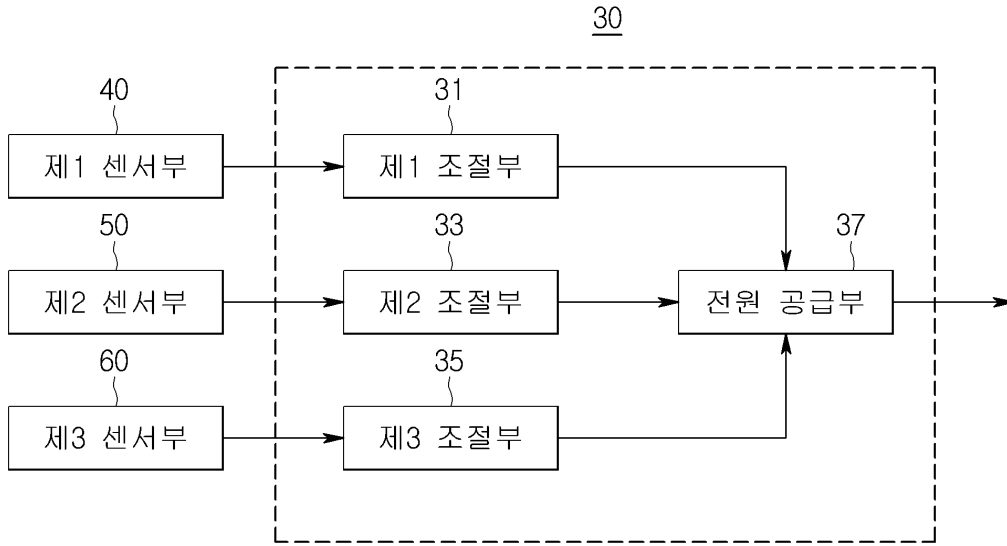 30
40
31
제1 센서부
제1 조절부
50
33
37
제2 센서부
제2 조절부
전원 공급부
60
35
제3 센서부
제3 조절부